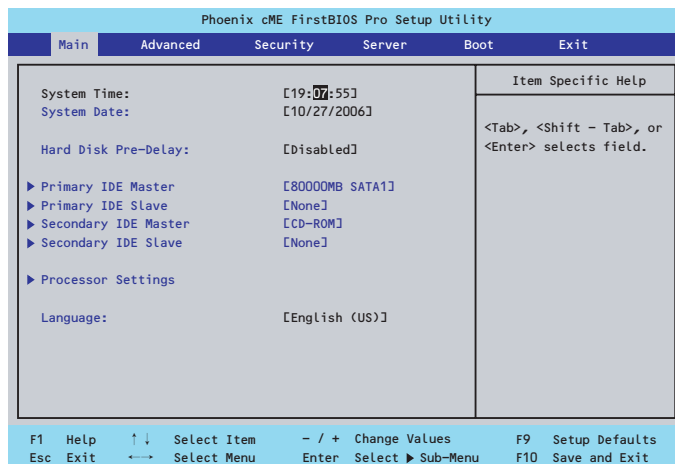 Phoenix cME FirstBIOS Pro Setup Utility
Main Advanced Security Server Boot Exit
Item Specific Help
<Tab>, <Shift - Tab>, or
<Enter> selects field.
System Time: [19:07:55]
System Date: [10/27/2006]
Hard Disk Pre-Delay: [Disabled]
▶ Primary IDE Master [80000MB SATA1]
▶ Primary IDE Slave [None]
▶ Secondary IDE Master [CD-ROM]
▶ Secondary IDE Slave [None]
▶ Processor Settings
Language: [English (US)]
F1 Help ↑↓ Select Item - / + Change Values F9 Setup Defaults
Esc Exit ←→ Select Menu Enter Select ▶ Sub-Menu F10 Save and Exit